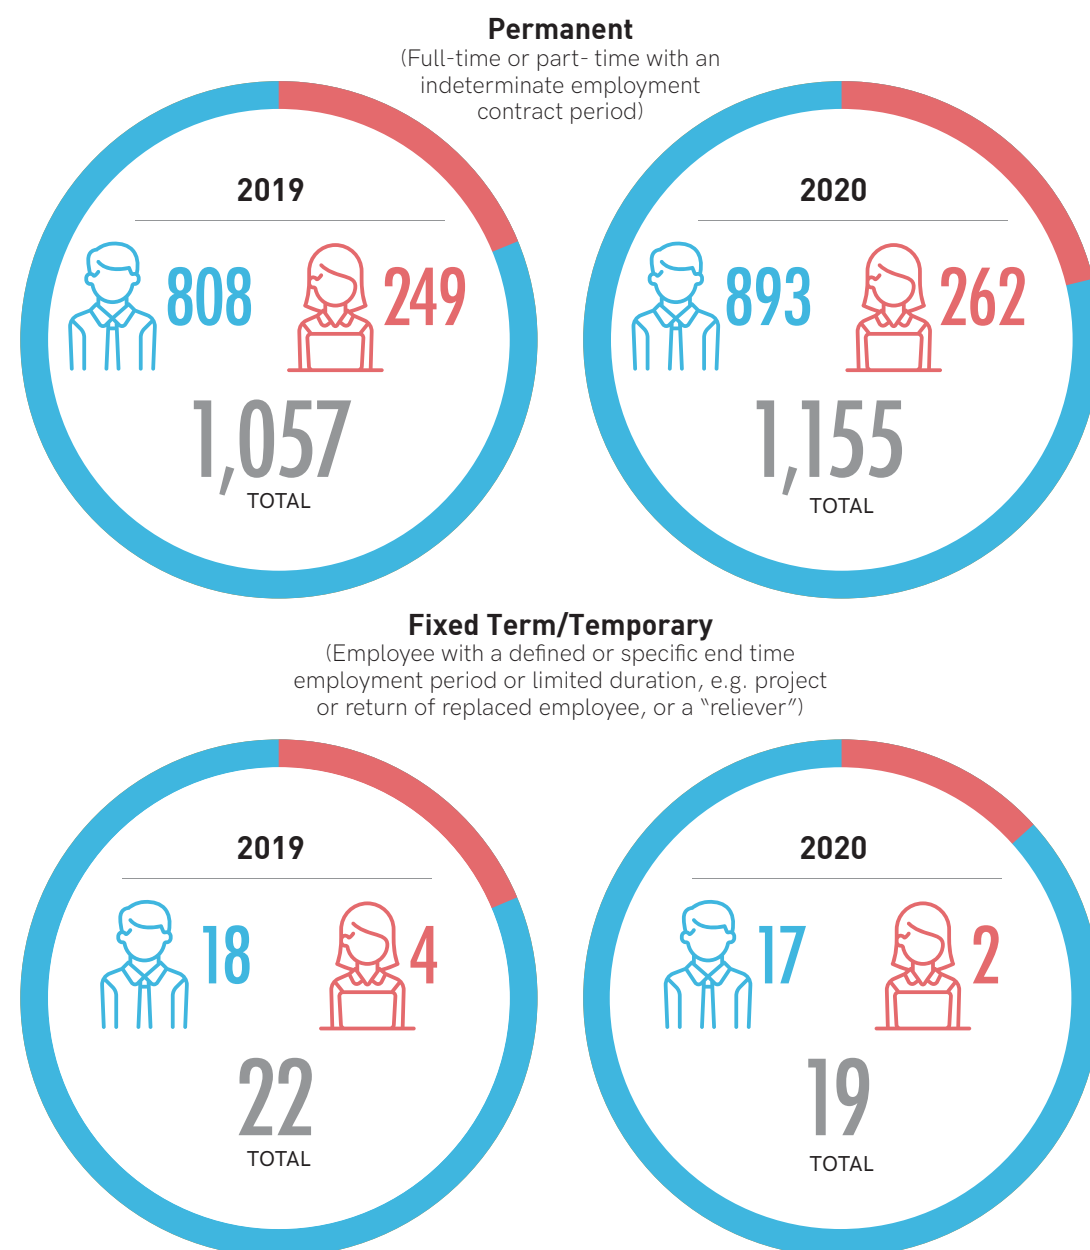 Permanent
(Full-time or part- time with an
indeterminate employment
contract period)
2019
808 249
1,057
TOTAL
2020
893 262
1,155
TOTAL
Fixed Term/Temporary
(Employee with a defined or specific end time
employment period or limited duration, e.g. project
or return of replaced employee, or a “reliever”)
2019
18 4
22
TOTAL
2020
17 2
19
TOTAL